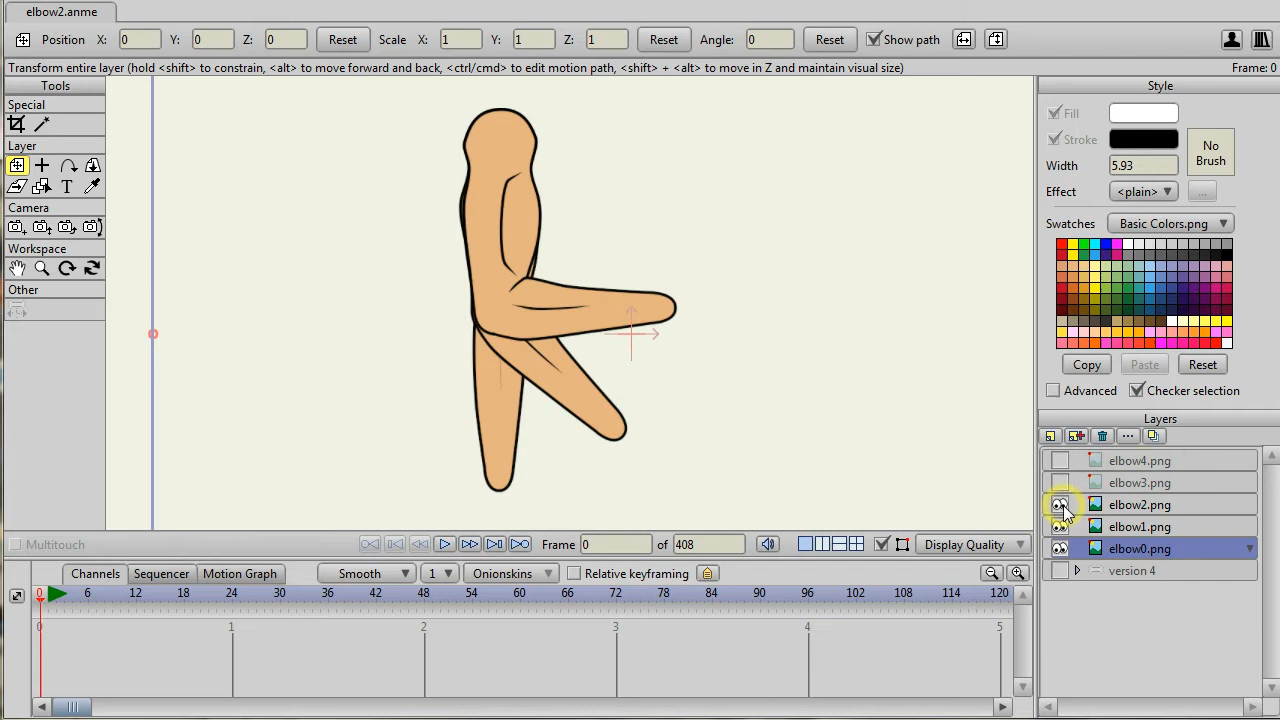 elbow2.anme
Position X: 0 Y: 0 Z: 0 Reset Scale X: 1 Y: 1 Z: 1 Reset Angle: 0 Reset Show path
Transform entire layer (hold <shift> to constrain, <alt> to move forward and back, <ctrl/cmd> to edit motion path, <shift> + <alt> to move in Z and maintain visual size) Frame: 0
Tools
Special
Layer
T
Camera
Workspace
Other
Style
Fill
Stroke
No Brush
Width 5.93
Effect <plain> ...
Swatches Basic Colors.png
Copy Paste Reset
Advanced Checker selection
Layers
elbow4.png
elbow3.png
elbow2.png
elbow1.png
elbow0.png
version 4
Multitouch Frame 0 of 408 Display Quality
Channels Sequencer Motion Graph Smooth 1 Onionskins Relative keyframing
0 6 12 18 24 30 36 42 48 54 60 66 72 78 84 90 96 102 108 114 120
0 1 2 3 4 5